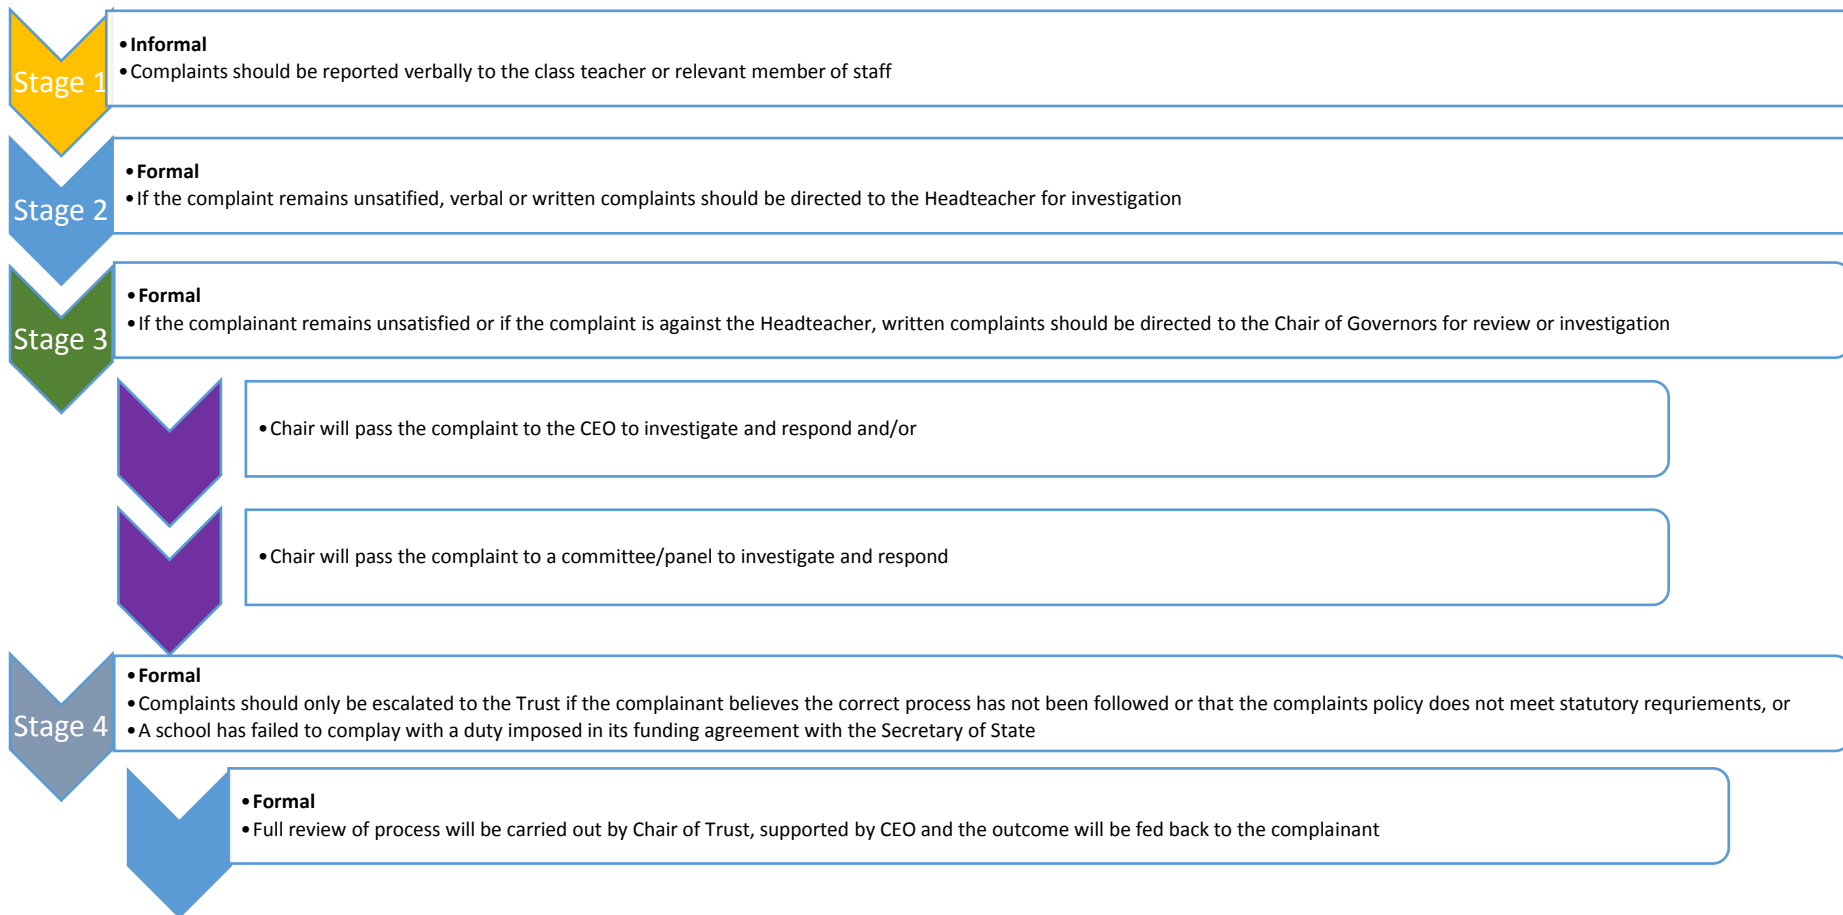 Stage 1
•Informal
•Complaints should be reported verbally to the class teacher or relevant member of staff
Stage 2
•Formal
•If the complaint remains unsatified, verbal or written complaints should be directed to the Headteacher for investigation
Stage 3
•Formal
•If the complainant remains unsatisfied or if the complaint is against the Headteacher, written complaints should be directed to the Chair of Governors for review or investigation
•Chair will pass the complaint to the CEO to investigate and respond and/or
•Chair will pass the complaint to a committee/panel to investigate and respond
Stage 4
•Formal
•Complaints should only be escalated to the Trust if the complainant believes the correct process has not been followed or that the complaints policy does not meet statutory requriements, or
•A school has failed to complay with a duty imposed in its funding agreement with the Secretary of State
•Formal
•Full review of process will be carried out by Chair of Trust, supported by CEO and the outcome will be fed back to the complainant